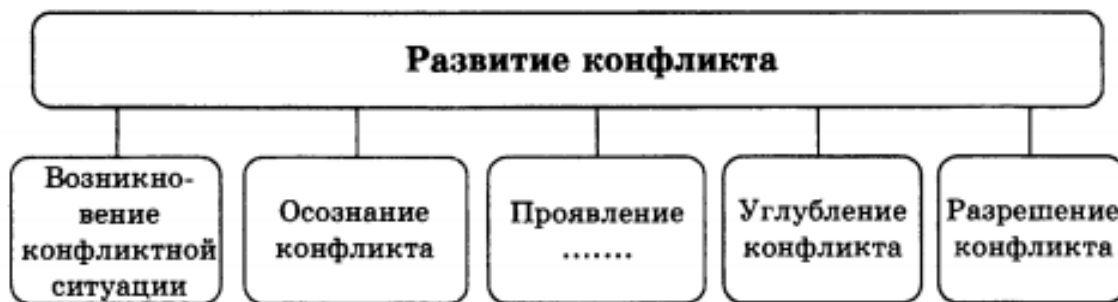 Развитие конфликта
Возникно-
вение
конфликтной
ситуации
Осознание
конфликта
Проявление
.......
Углубление
конфликта
Разрешение
конфликта